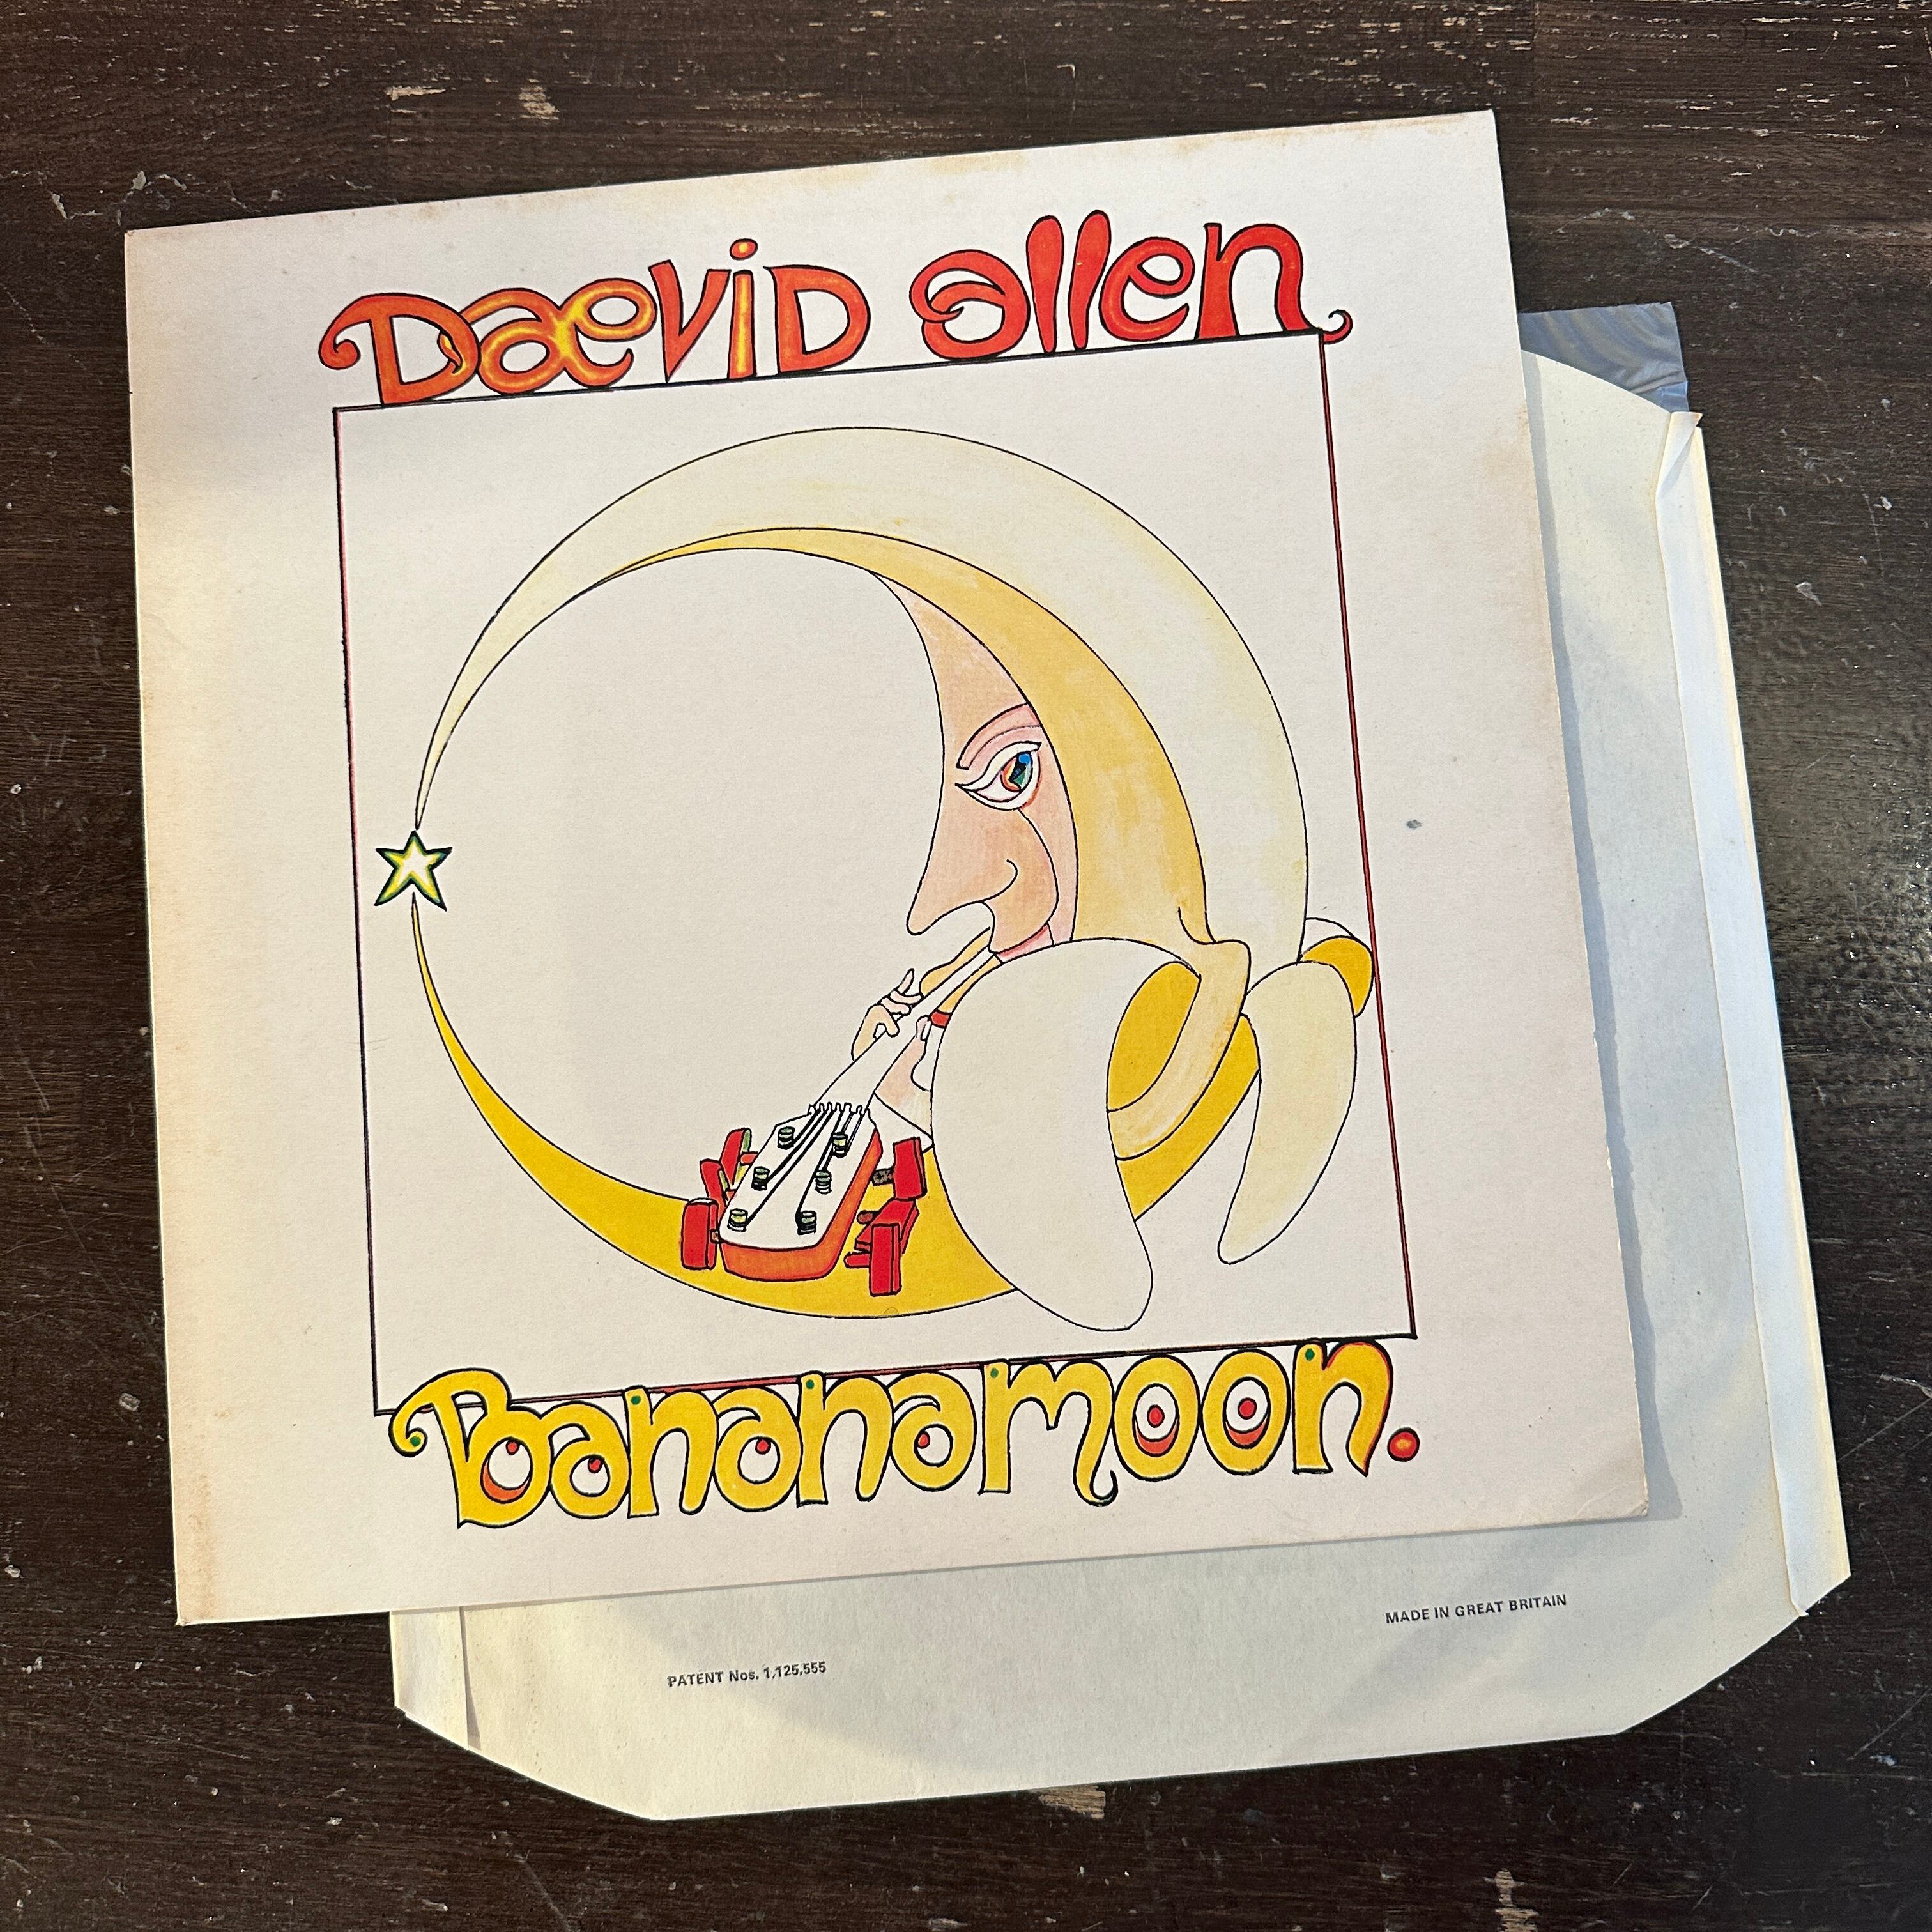 Daevid allen
Bananamoon.
MADE IN GREAT BRITAIN
PATENT Nos. 1,125,555